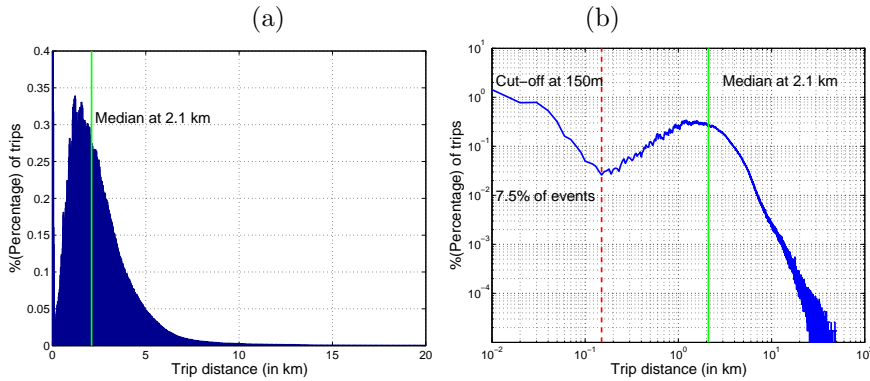 (a)
(b)
0.4
0.35
0.3
0.25
0.2
0.15
0.1
0.05
0
%(Percentage) of trips
Median at 2.1 km
0 5 10 15 20
Trip distance (in km)
10^1
10^0
10^-1
10^-2
10^-3
10^-4
%(Percentage) of trips
Cut-off at 150m
Median at 2.1 km
7.5% of events
10^-2 10^-1 10^0 10^1 10^2
Trip distance (in km)